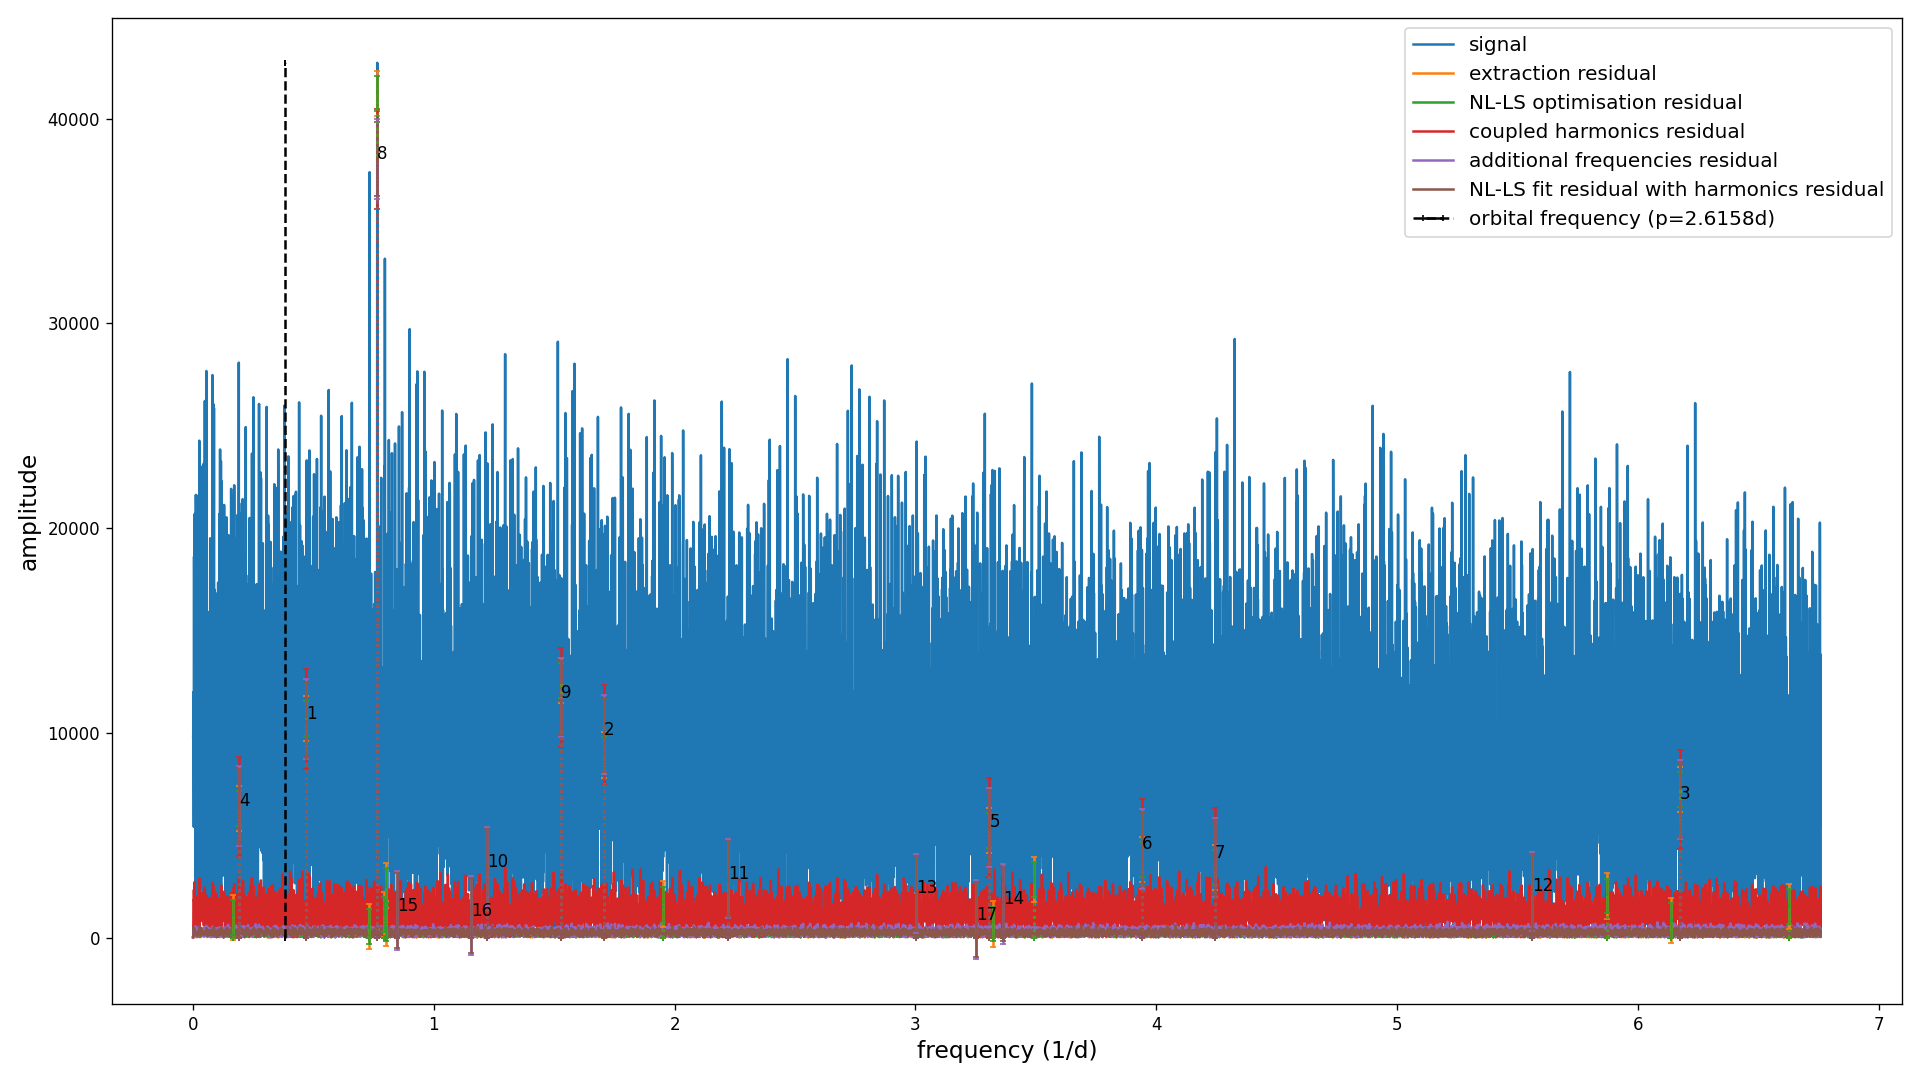 signal
extraction residual
NL-LS optimisation residual
coupled harmonics residual
additional frequencies residual
NL-LS fit residual with harmonics residual
orbital frequency (p=2.6158d)
amplitude
40000
30000
20000
10000
0
8
1
9
2
4
5
6
7
3
10
11
13
14
12
15
16
17
0 1 2 3 4 5 6 7
frequency (1/d)